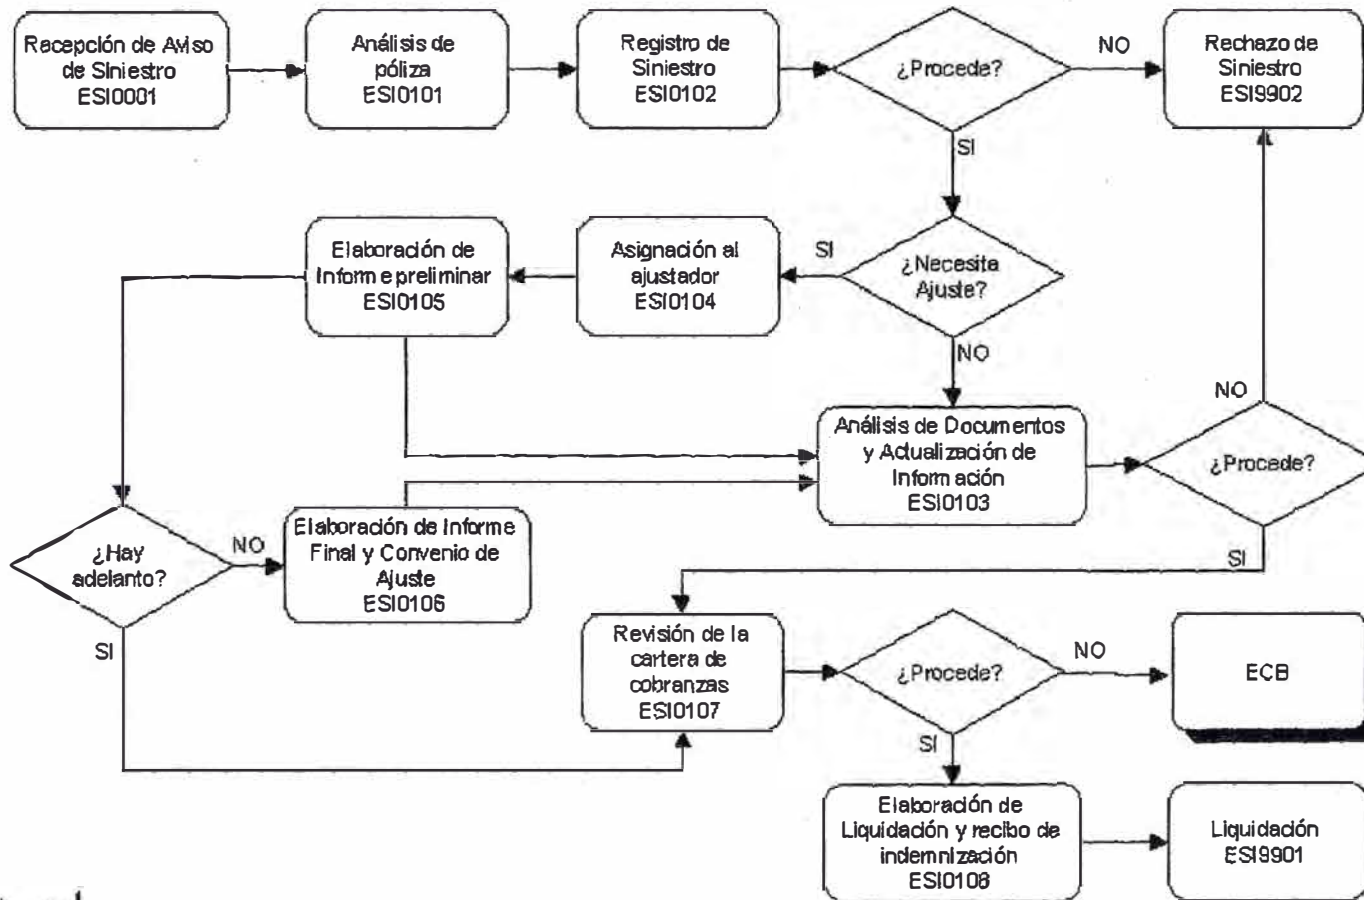 Recepción de Aviso
de Siniestro
ESI0001
Análisis de
póliza
ESI0101
Registro de
Siniestro
ESI0102
¿Procede?
NO
Rechazo de
Siniestro
ESI9902
SI
Elaboración de
Informe preliminar
ESI0105
Asignación al
ajustador
ESI0104
SI
¿Necesita
Ajuste?
NO
Análisis de Documentos
y Actualización de
Información
ESI0103
NO
¿Procede?
SI
¿Hay
adelanto?
NO
Elaboración de Informe
Final y Convenio de
Ajuste
ESI0106
SI
Revisión de la
cartera de
cobranzas
ESI0107
¿Procede?
NO
ECB
SI
Elaboración de
Liquidación y recibo de
indemnización
ESI0108
Liquidación
ESI9901